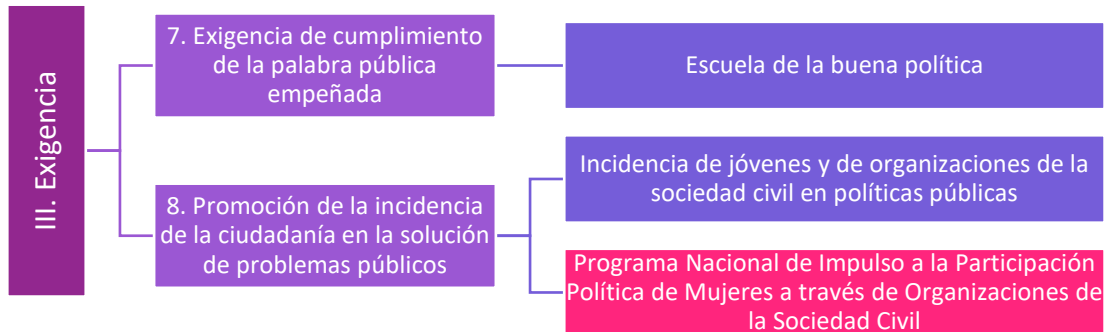 III. Exigencia
7. Exigencia de cumplimiento
de la palabra pública
empeñada
Escuela de la buena política
8. Promoción de la incidencia
de la ciudadanía en la solución
de problemas públicos
Incidencia de jóvenes y de organizaciones de la
sociedad civil en políticas públicas
Programa Nacional de Impulso a la Participación
Política de Mujeres a través de Organizaciones de
la Sociedad Civil